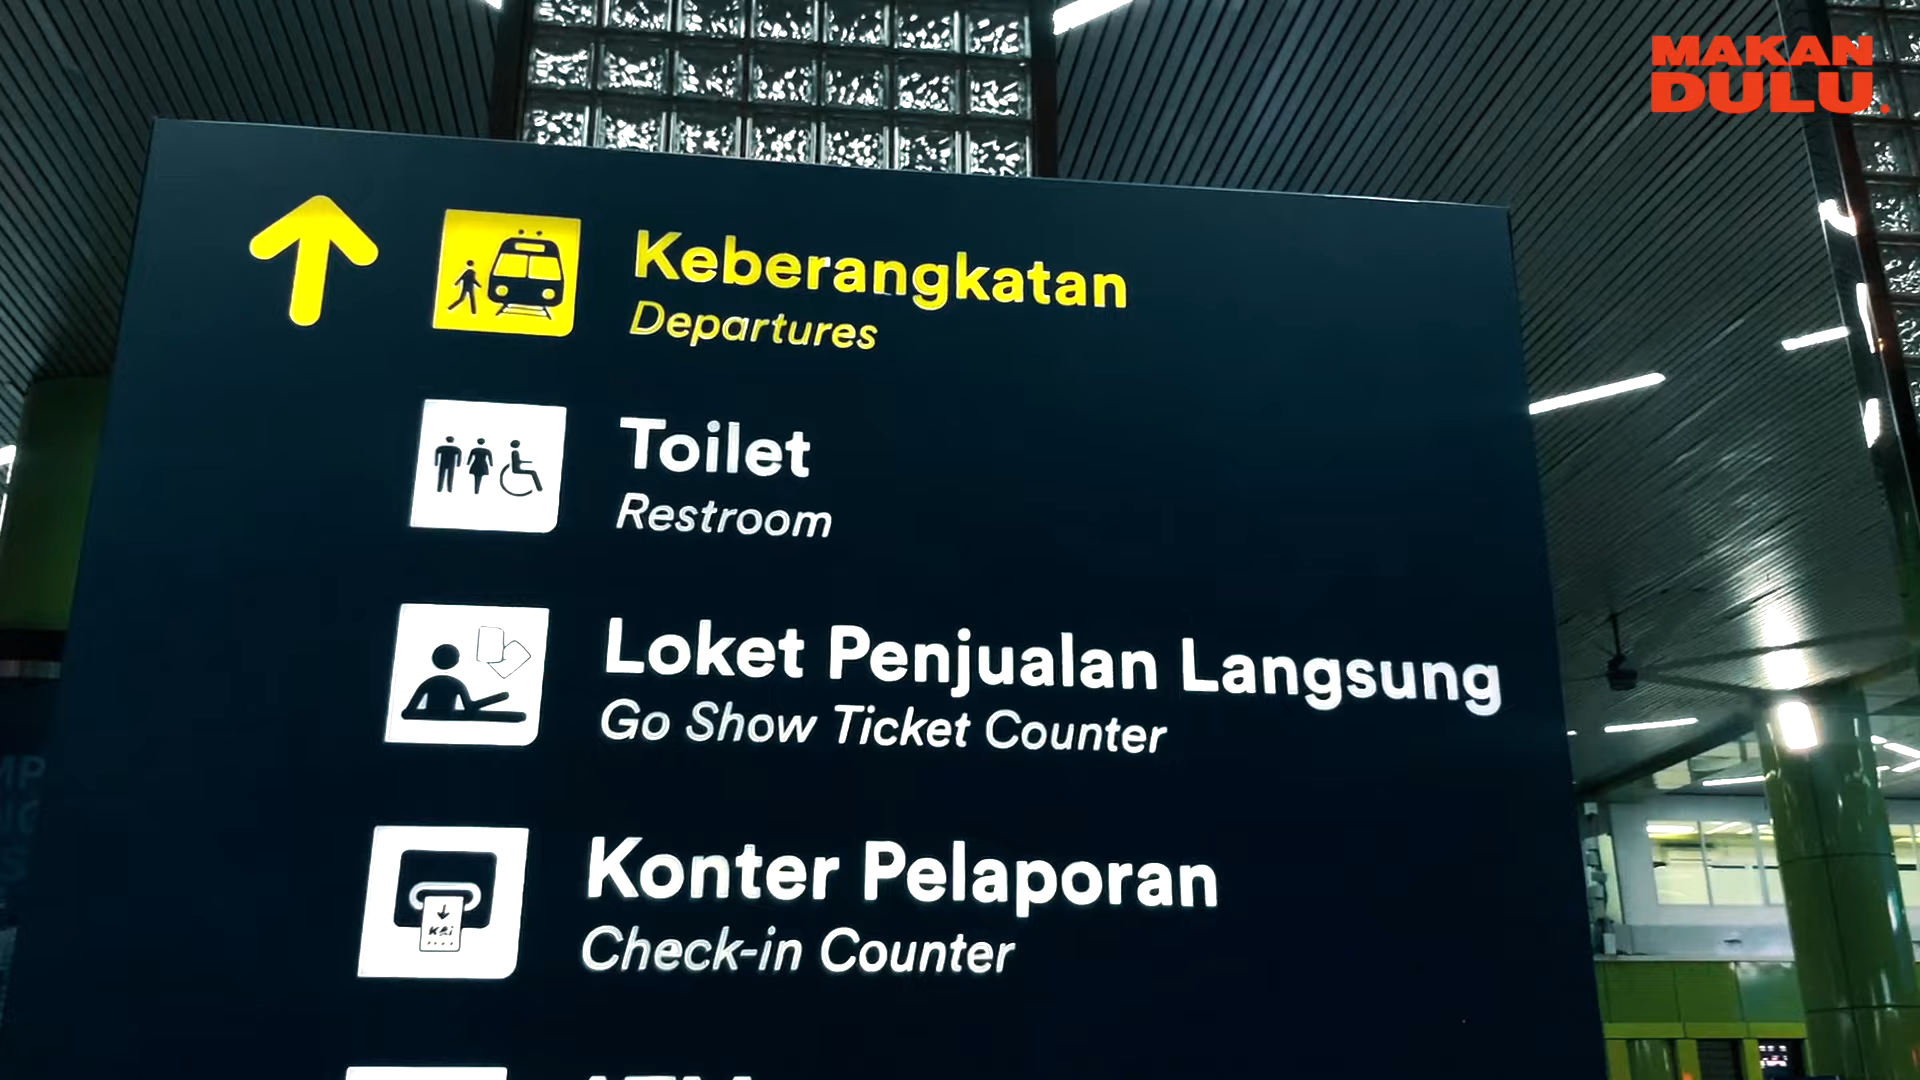 MAKAN
DULU.
Keberangkatan
Departures
Toilet
Restroom
Loket Penjualan Langsung
Go Show Ticket Counter
Konter Pelaporan
Check-in Counter